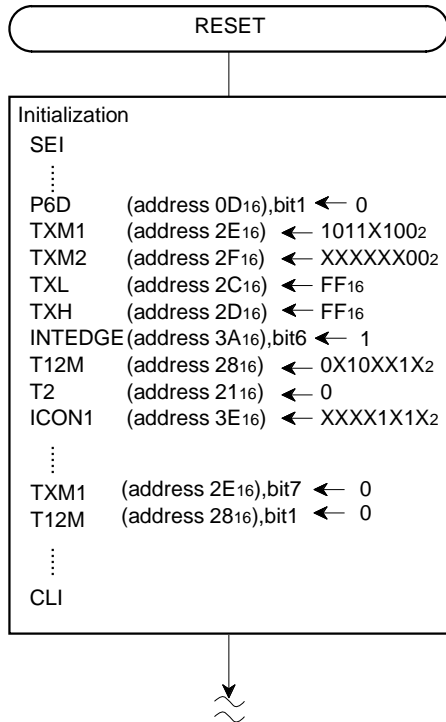 RESET
Initialization
SEI
P6D (address 0D16),bit1 ← 0
TXM1 (address 2E16) ← 1011X1002
TXM2 (address 2F16) ← XXXXXX002
TXL (address 2C16) ← FF16
TXH (address 2D16) ← FF16
INTEDGE (address 3A16),bit6 ← 1
T12M (address 2816) ← 0X10XX1X2
T2 (address 2116) ← 0
ICON1 (address 3E16) ← XXXX1X1X2
TXM1 (address 2E16),bit7 ← 0
T12M (address 2816),bit1 ← 0
CLI